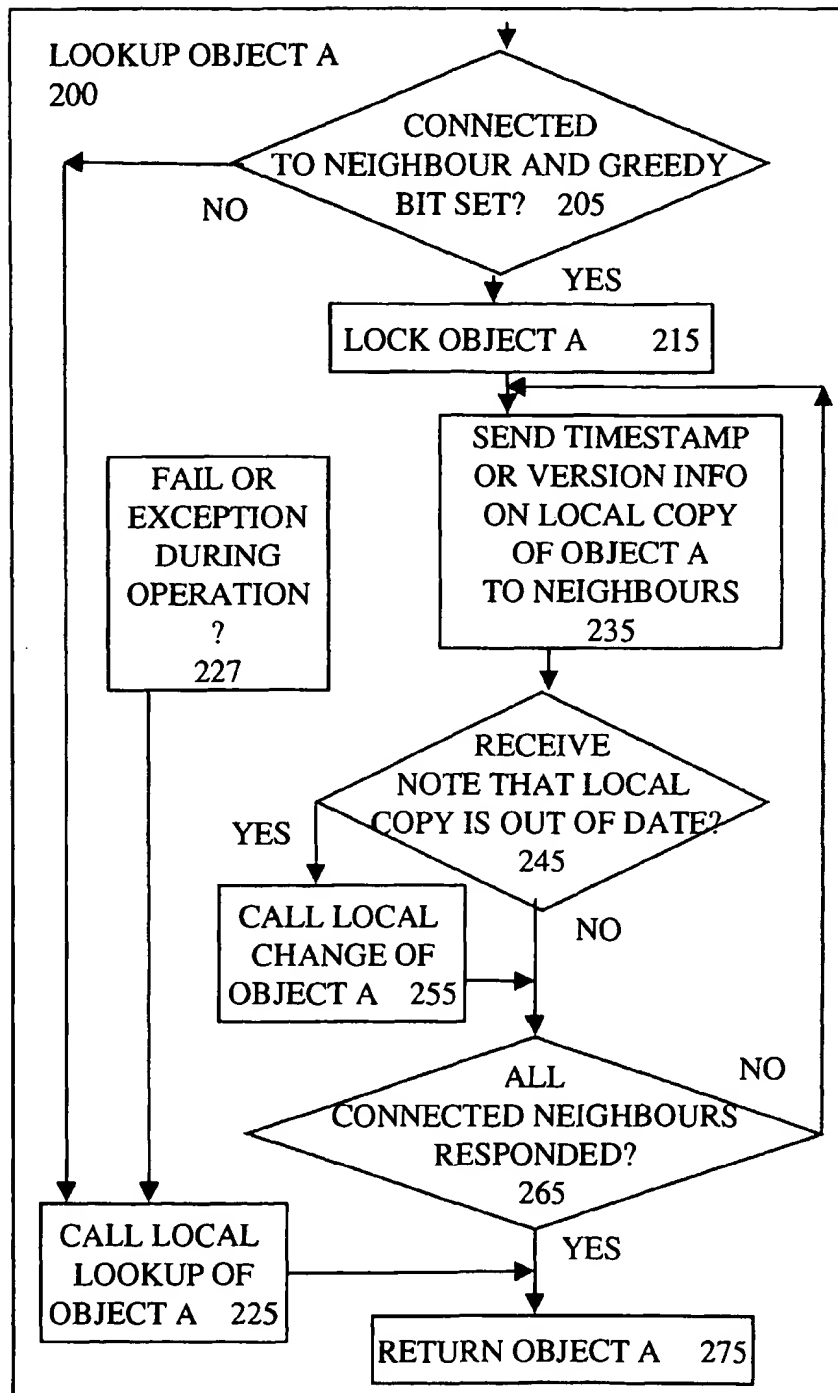 LOOKUP OBJECT A
200
CONNECTED
TO NEIGHBOUR AND GREEDY
BIT SET? 205
NO
YES
LOCK OBJECT A 215
SEND TIMESTAMP
OR VERSION INFO
ON LOCAL COPY
OF OBJECT A
TO NEIGHBOURS
235
FAIL OR
EXCEPTION
DURING
OPERATION
?
227
RECEIVE
NOTE THAT LOCAL
COPY IS OUT OF DATE?
245
YES
NO
CALL LOCAL
CHANGE OF
OBJECT A 255
ALL
CONNECTED NEIGHBOURS
RESPONDED?
265
NO
YES
CALL LOCAL
LOOKUP OF
OBJECT A 225
RETURN OBJECT A 275